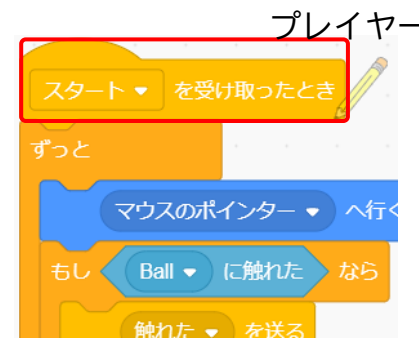 プレイヤー
スタート を受け取ったとき
ずっと
マウスのポインター へ行く
もし Ball に触れた なら
触れた を送る